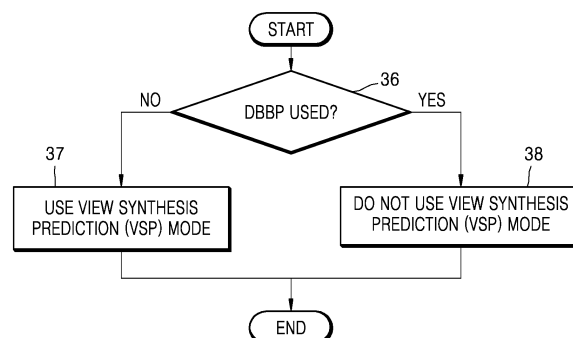 START
36
DBBP USED?
NO
YES
37
38
USE VIEW SYNTHESIS
PREDICTION (VSP) MODE
DO NOT USE VIEW SYNTHESIS
PREDICTION (VSP) MODE
END